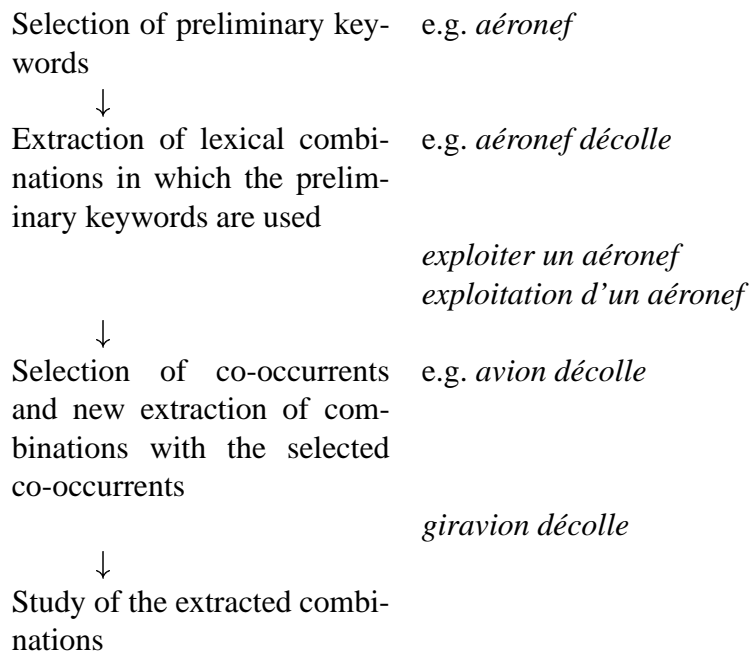 Selection of preliminary key- e.g. aéronef
words
↓
Extraction of lexical combi- e.g. aéronef décolle
nations in which the prelim-
inary keywords are used
exploiter un aéronef
exploitation d'un aéronef
↓
Selection of co-occurrents e.g. avion décolle
and new extraction of com-
binations with the selected
co-occurrents
giravion décolle
↓
Study of the extracted combi-
nations